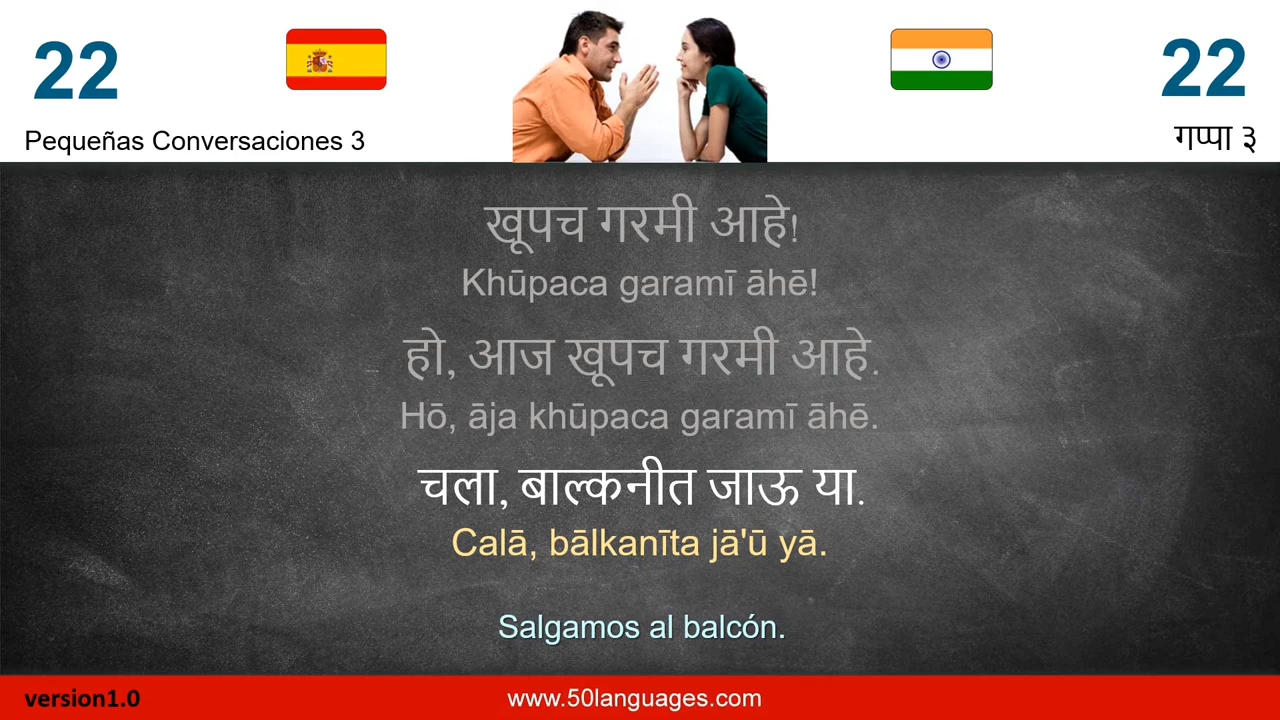 22
22
Pequeñas Conversaciones 3
गप्पा ३
खूपच गरमी आहे!
Khūpaca garamī āhē!
हो, आज खूपच गरमी आहे.
Hō, āja khūpaca garamī āhē.
चला, बाल्कनीत जाऊ या.
Calā, bālkanīta jā'ū yā.
Salgamos al balcón.
version1.0
www.50languages.com